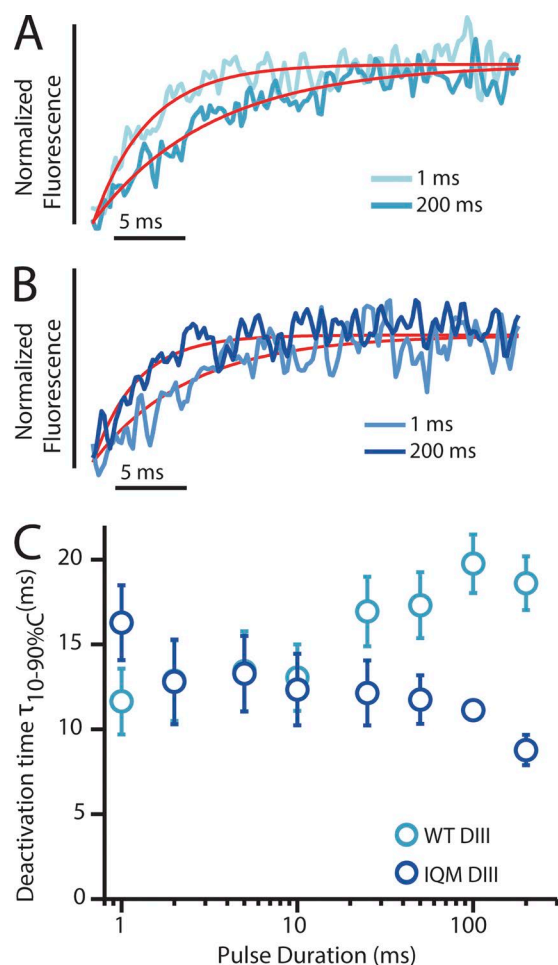 A
Normalized
Fluorescence
1 ms
200 ms
5 ms
B
Normalized
Fluorescence
1 ms
200 ms
5 ms
C
Deactivation time τ10-90%C(ms)
20
15
10
5
0
WT DIII
IQM DIII
1
10
100
Pulse Duration (ms)